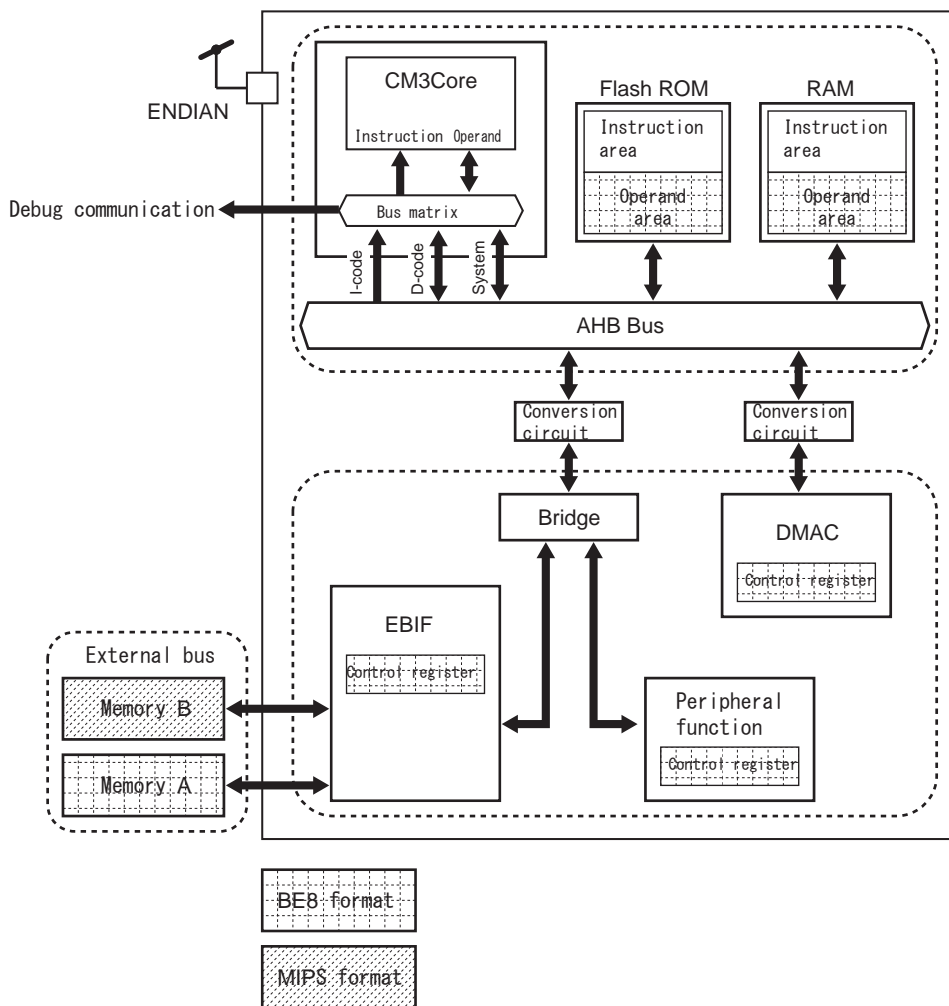 ENDIAN
CM3Core
Instruction Operand
Bus matrix
Debug communication
I-code
D-code
System
Flash ROM
Instruction
area
Operand
area
RAM
Instruction
area
Operand
area
AHB Bus
Conversion
circuit
Conversion
circuit
Bridge
DMAC
Control register
EBIF
Control register
Peripheral
function
Control register
External bus
Memory B
Memory A
BE8 format
MIPS format